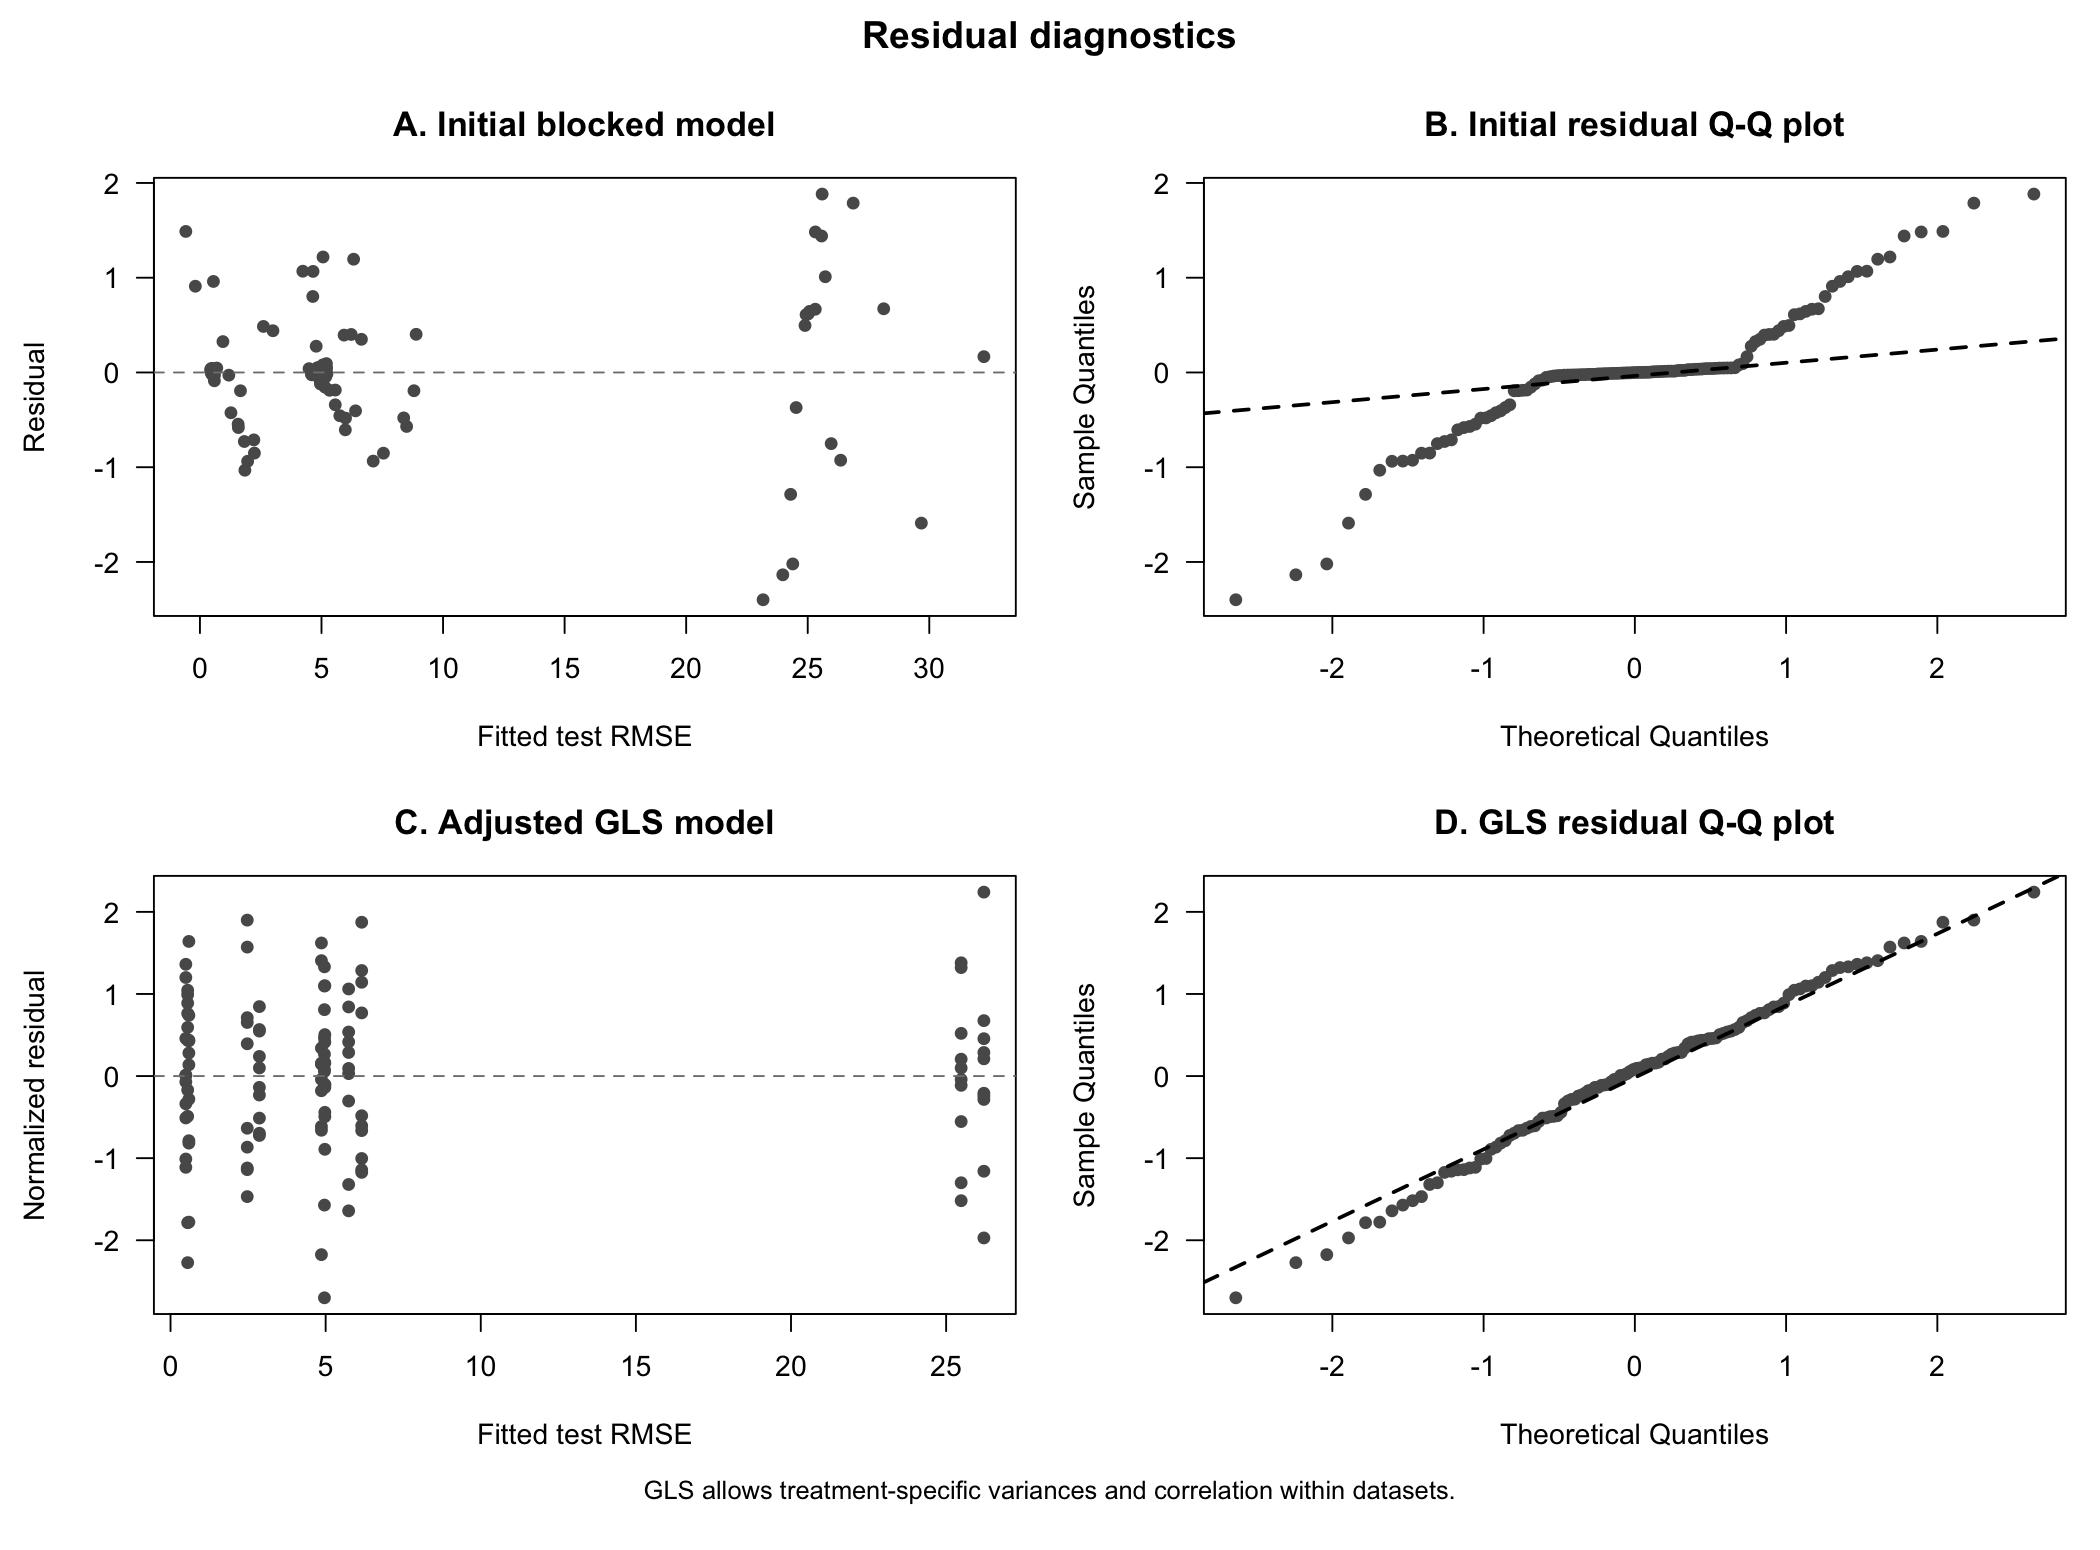 Residual diagnostics
A. Initial blocked model
2
1
0
-1
-2
Residual
0 5 10 15 20 25 30
Fitted test RMSE
B. Initial residual Q-Q plot
2
1
0
-1
-2
Sample Quantiles
-2 -1 0 1 2
Theoretical Quantiles
C. Adjusted GLS model
2
1
0
-1
-2
Normalized residual
0 5 10 15 20 25
Fitted test RMSE
D. GLS residual Q-Q plot
2
1
0
-1
-2
Sample Quantiles
-2 -1 0 1 2
Theoretical Quantiles
GLS allows treatment-specific variances and correlation within datasets.